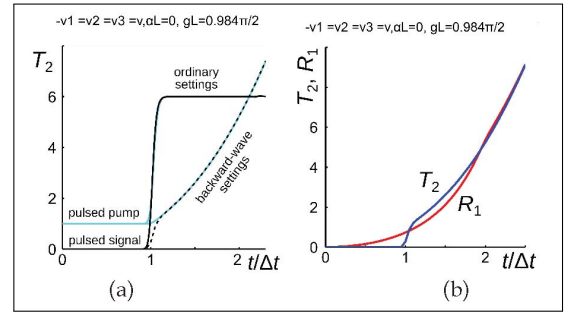 -v1 =v2 =v3 =v,αL=0, gL=0.984π/2
T₂
8
6
4
2
0
ordinary
settings
backward-wave
settings
pulsed pump
pulsed signal
0
1
2
t/Δt
(a)
-v1 =v2 =v3 =v,αL=0, gL=0.984π/2
T₂, R₁
8
6
4
2
0
T₂
R₁
0
1
2
t/Δt
(b)